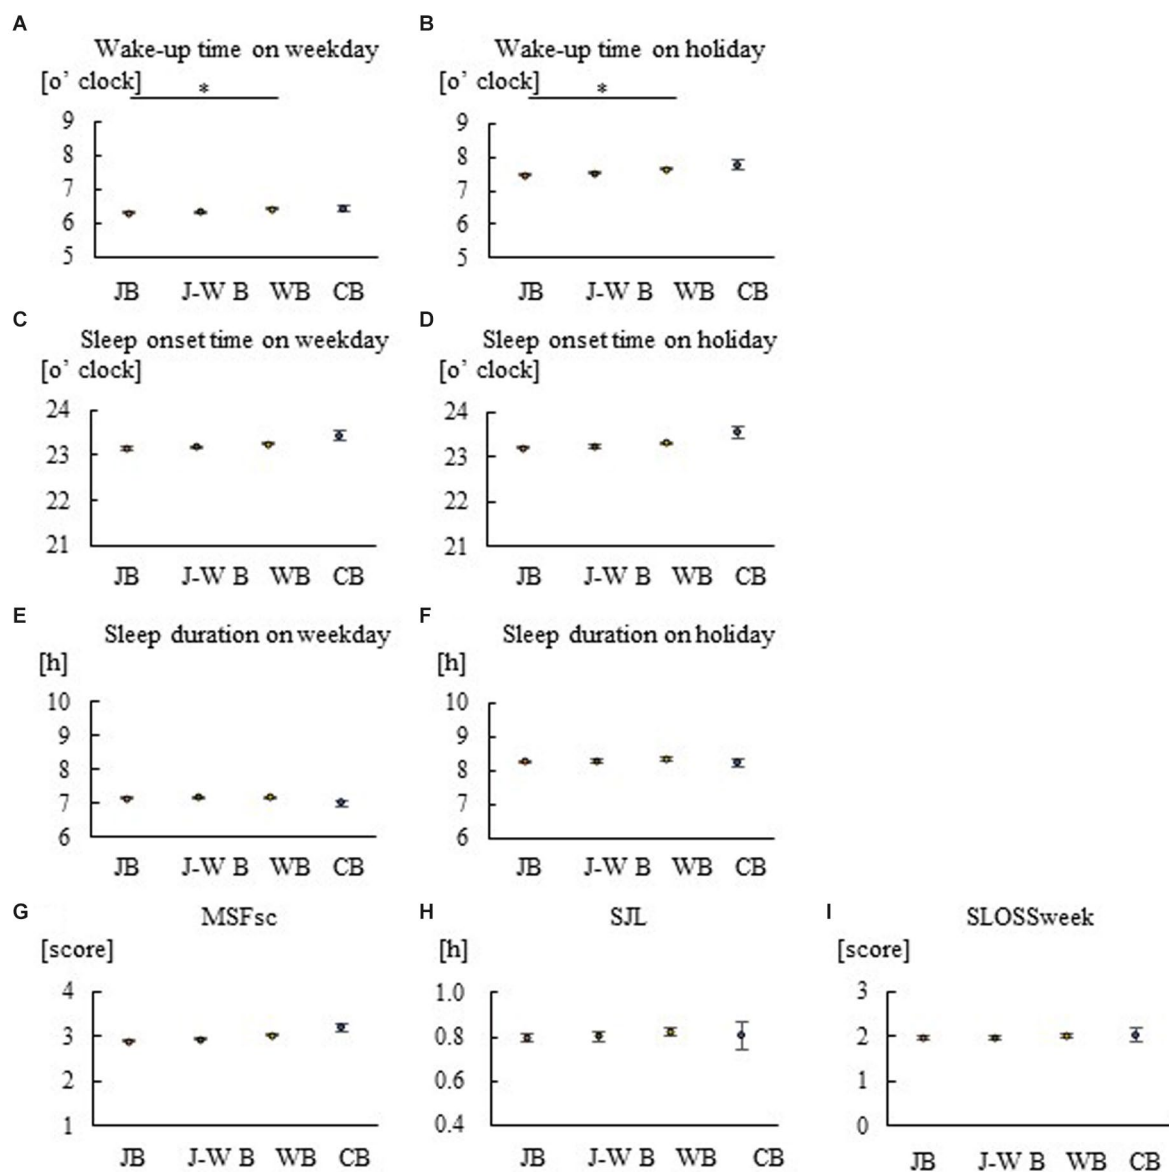 A
Wake-up time on weekday
[o' clock]
*
9
8
7
6
5
JB J-W B WB CB
B
Wake-up time on holiday
[o' clock]
*
9
8
7
6
5
JB J-W B WB CB
C
Sleep onset time on weekday
[o' clock]
24
23
22
21
JB J-W B WB CB
D
Sleep onset time on holiday
[o' clock]
24
23
22
21
JB J-W B WB CB
E
Sleep duration on weekday
[h]
10
9
8
7
6
JB J-W B WB CB
F
Sleep duration on holiday
[h]
10
9
8
7
6
JB J-W B WB CB
G
MSFsc
[score]
4
3
2
1
JB J-W B WB CB
H
SJL
[h]
1.0
0.8
0.6
0.4
JB J-W B WB CB
I
SLOSSweek
[score]
3
2
1
0
JB J-W B WB CB